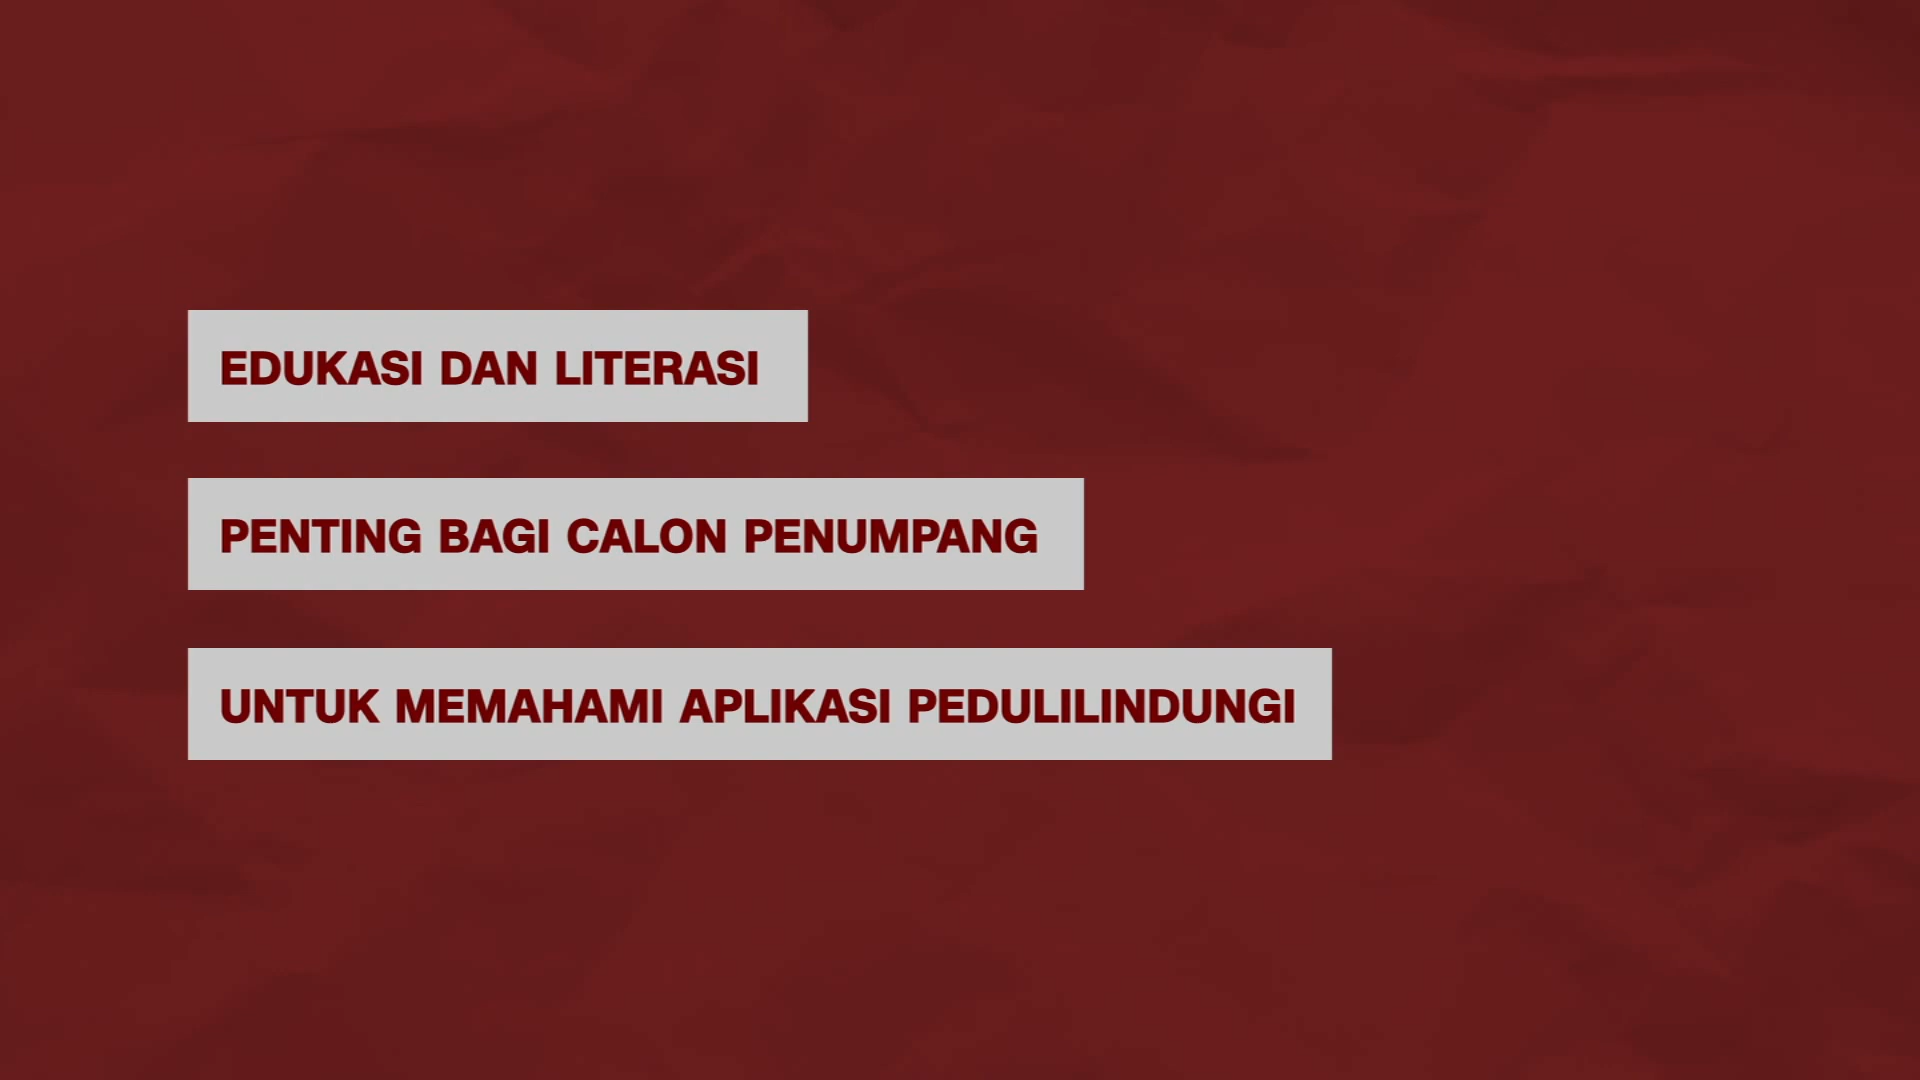 EDUKASI DAN LITERASI
PENTING BAGI CALON PENUMPANG
UNTUK MEMAHAMI APLIKASI PEDULILINDUNGI